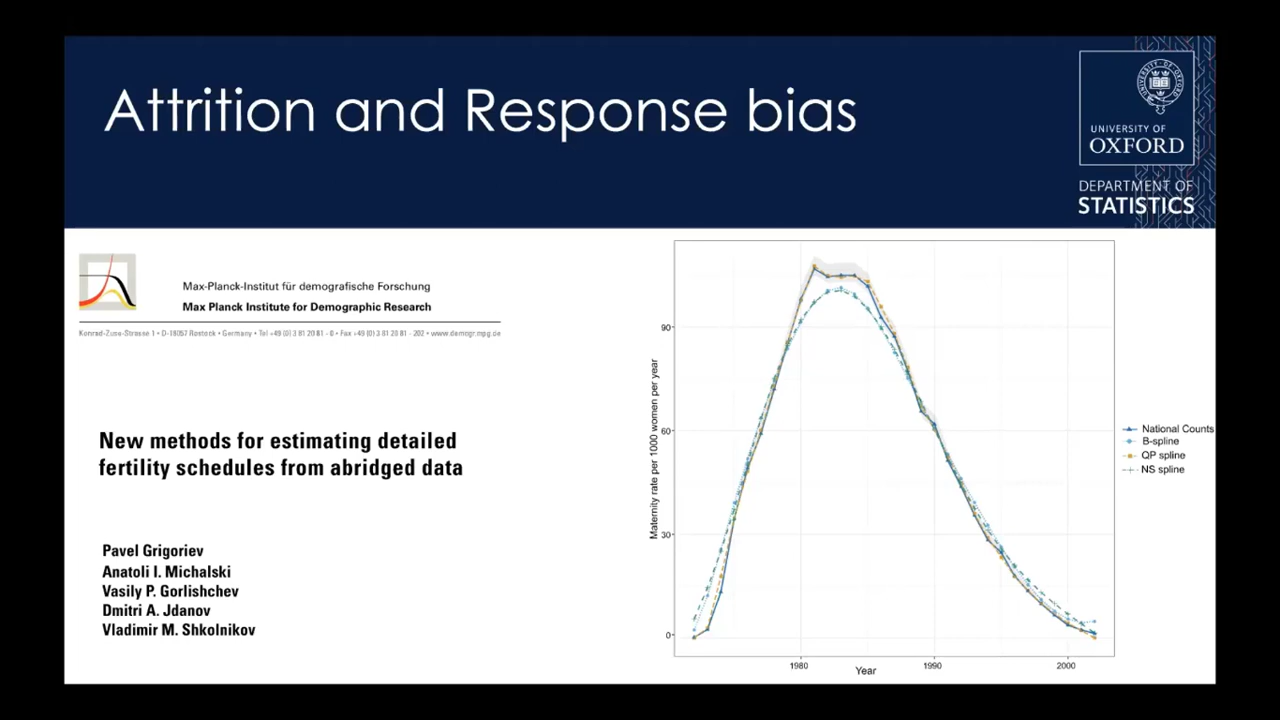 Attrition and Response bias
UNIVERSITY OF
OXFORD
DEPARTMENT OF
STATISTICS
Max-Planck-Institut für demografische Forschung
Max Planck Institute for Demographic Research
Konrad-Zuse-Strasse 1 • D-18057 Rostock • Germany • Tel +49 (0) 3 81 20 81 - 0 • Fax +49 (0) 3 81 20 81 - 202 • www.demogr.mpg.de
New methods for estimating detailed
fertility schedules from abridged data
Pavel Grigoriev
Anatoli I. Michalski
Vasily P. Gorlishchev
Dmitri A. Jdanov
Vladimir M. Shkolnikov
Maternity rate per 1000 women per year
90
60
30
0
1980
1990
2000
Year
National Counts
B-spline
QP spline
NS spline